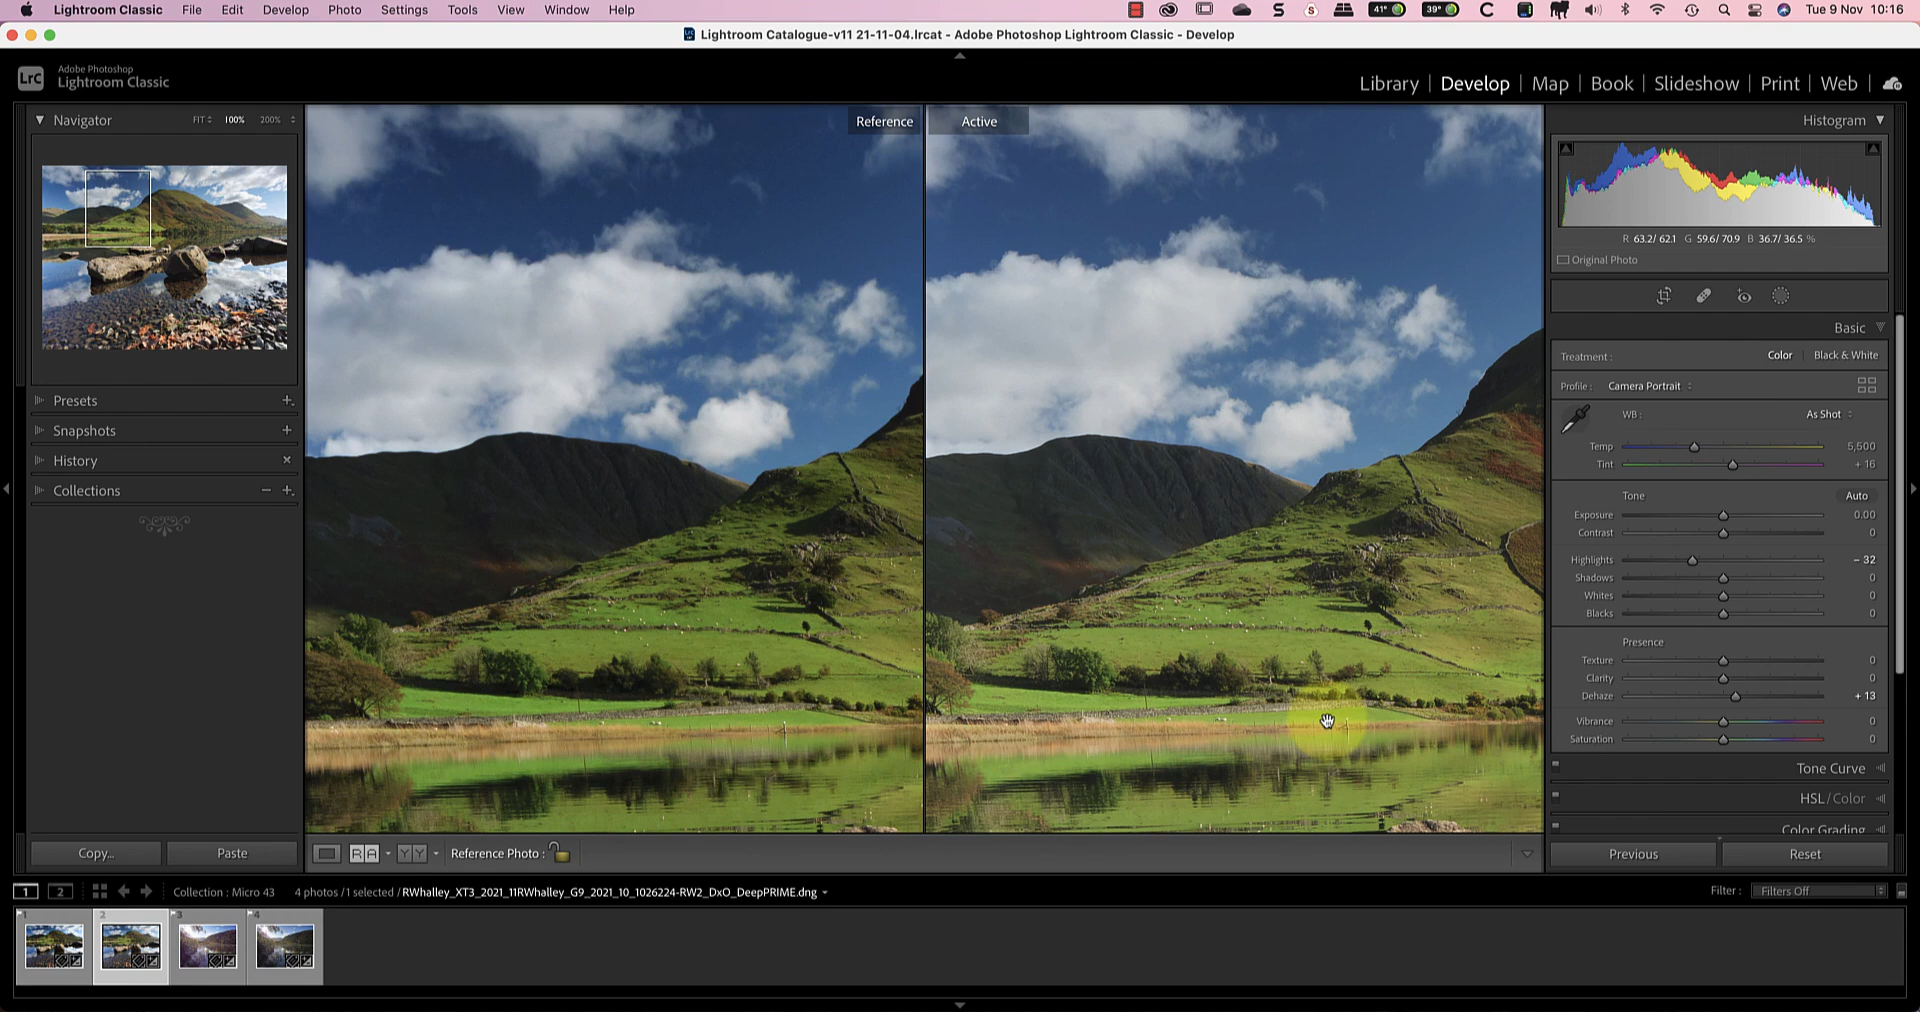 Lightroom Classic File Edit Develop Photo Settings Tools View Window Help 41° 39° Tue 9 Nov 10:16
Lightroom Catalogue-v11 21-11-04.lrcat - Adobe Photoshop Lightroom Classic - Develop
LrC Adobe Photoshop
Lightroom Classic
Library | Develop | Map | Book | Slideshow | Print | Web
Navigator FIT 100% 200%
Reference
Active
Histogram
R 63.2/ 62.1 G 59.6/ 70.9 B 36.7/ 36.5 %
Original Photo
Basic
Treatment : Color Black & White
Profile : Camera Portrait
WB : As Shot
Temp 5,500
Tint + 16
Tone Auto
Exposure 0.00
Contrast 0
Highlights – 32
Shadows 0
Whites 0
Blacks 0
Presence
Texture 0
Clarity 0
Dehaze + 13
Vibrance 0
Saturation 0
Tone Curve
HSL / Color
Color Grading
Presets
Snapshots
History
Collections
Copy... Paste
R A Y Y Reference Photo :
Previous Reset
1 2 Collection : Micro 43 4 photos / 1 selected / RWhalley_XT3_2021_11RWhalley_G9_2021_10_1026224-RW2_DxO_DeepPRIME.dng
Filter : Filters Off
1 2 3 4